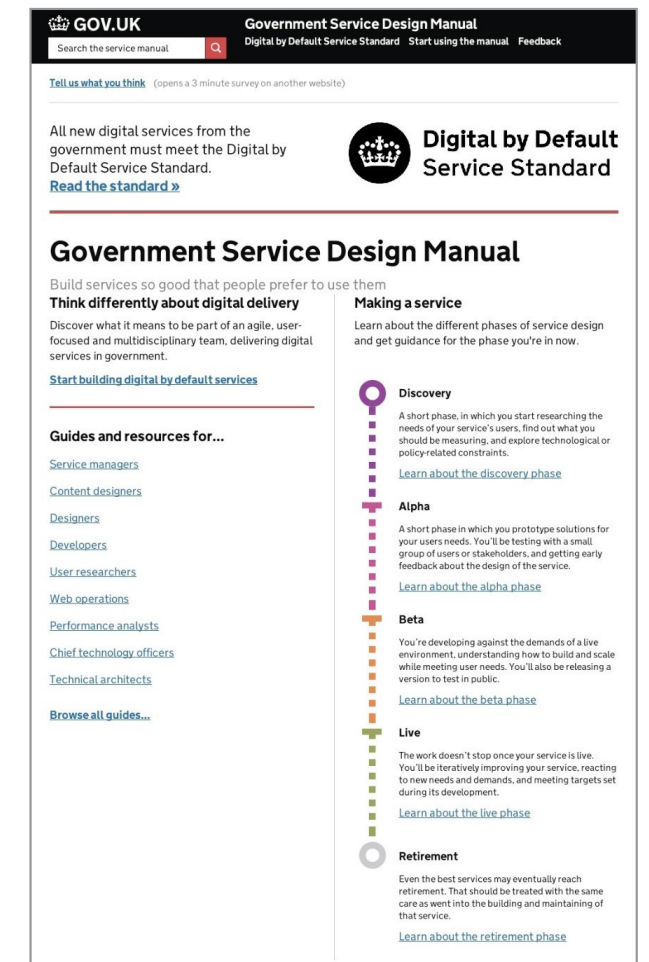 GOV.UK
Search the service manual
Government Service Design Manual
Digital by Default Service Standard Start using the manual Feedback
Tell us what you think (opens a 3 minute survey on another website)
All new digital services from the
government must meet the Digital by
Default Service Standard.
Read the standard »
Digital by Default
Service Standard
Government Service Design Manual
Build services so good that people prefer to use them
Think differently about digital delivery
Discover what it means to be part of an agile, user-
focused and multidisciplinary team, delivering digital
services in government.
Start building digital by default services
Guides and resources for...
Service managers
Content designers
Designers
Developers
User researchers
Web operations
Performance analysts
Chief technology officers
Technical architects
Browse all guides...
Making a service
Learn about the different phases of service design
and get guidance for the phase you're in now.
Discovery
A short phase, in which you start researching the
needs of your service's users, find out what you
should be measuring, and explore technological or
policy-related constraints.
Learn about the discovery phase
Alpha
A short phase in which you prototype solutions for
your users needs. You'll be testing with a small
group of users or stakeholders, and getting early
feedback about the design of the service.
Learn about the alpha phase
Beta
You're developing against the demands of a live
environment, understanding how to build and scale
while meeting user needs. You'll also be releasing a
version to test in public.
Learn about the beta phase
Live
The work doesn't stop once your service is live.
You'll be iteratively improving your service, reacting
to new needs and demands, and meeting targets set
during its development.
Learn about the live phase
Retirement
Even the best services may eventually reach
retirement. That should be treated with the same
care as went into the building and maintaining of
that service.
Learn about the retirement phase